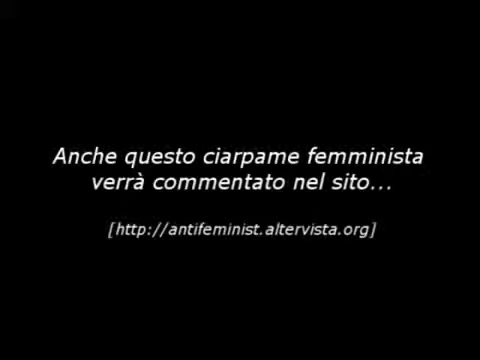 Anche questo ciarpame femminista
verrà commentato nel sito...
[http://antifeminist.altervista.org]